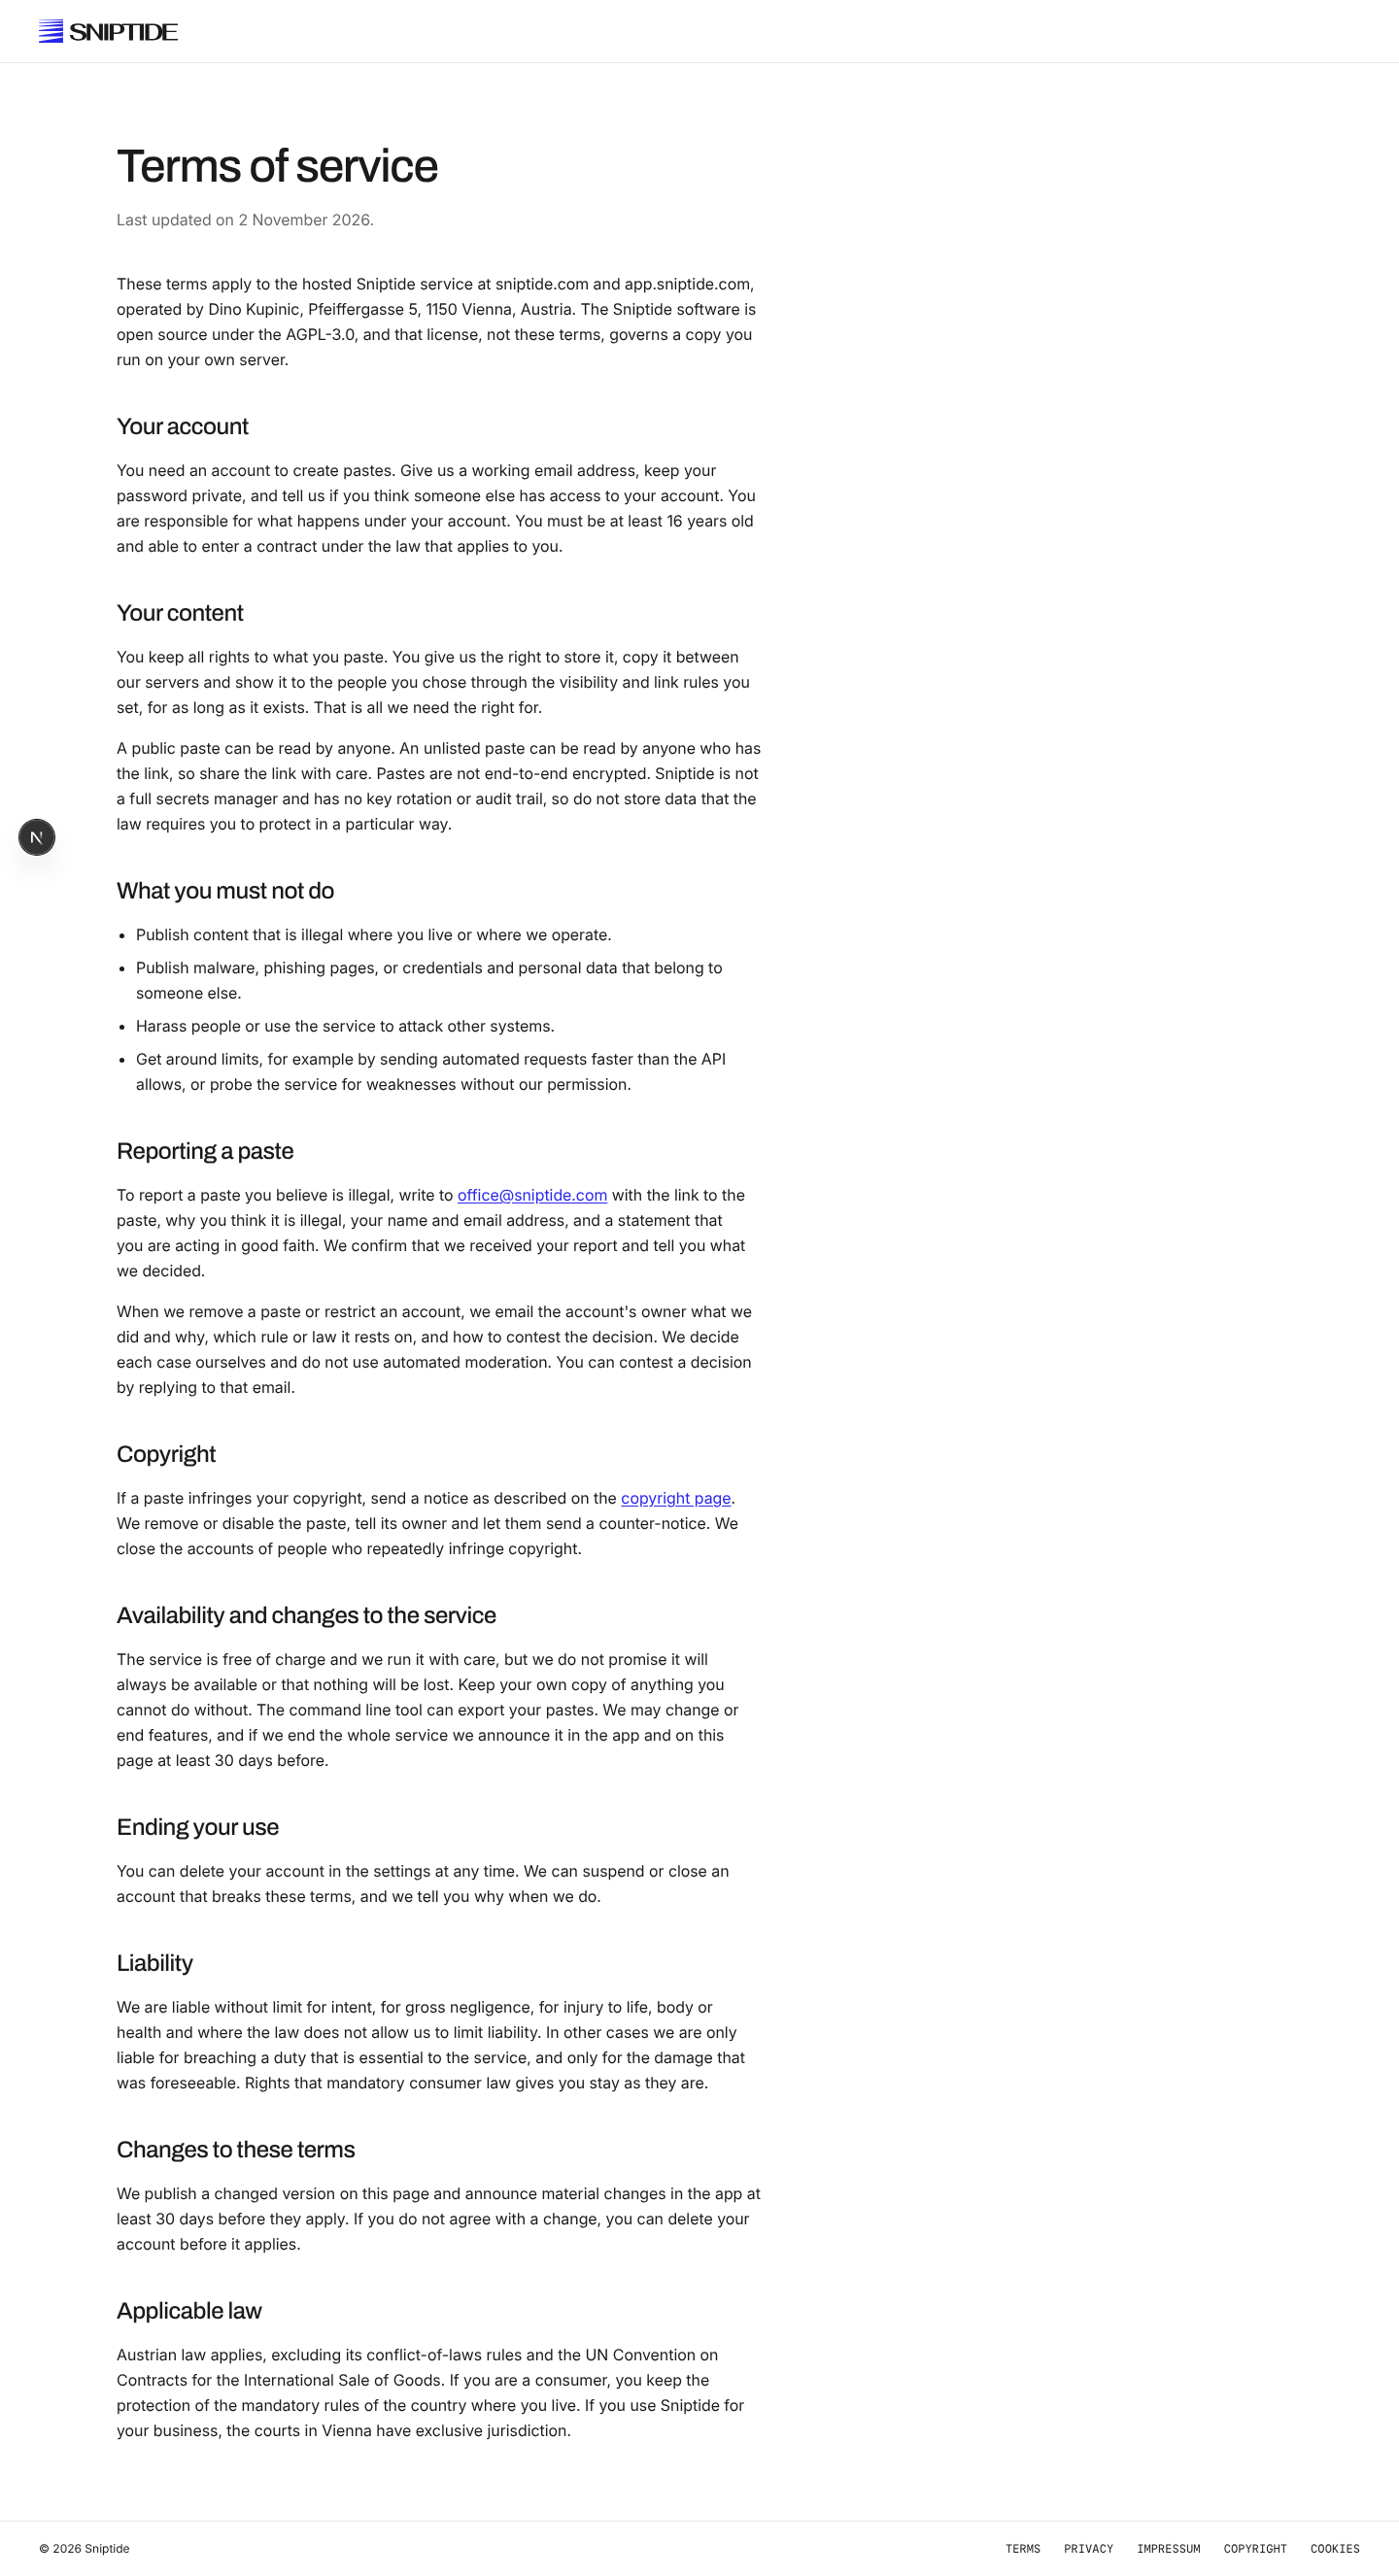 SNIPTIDE
Terms of service
Last updated on 2 November 2026.
These terms apply to the hosted Sniptide service at sniptide.com and app.sniptide.com,
operated by Dino Kupinic, Pfeiffergasse 5, 1150 Vienna, Austria. The Sniptide software is
open source under the AGPL-3.0, and that license, not these terms, governs a copy you
run on your own server.
Your account
You need an account to create pastes. Give us a working email address, keep your
password private, and tell us if you think someone else has access to your account. You
are responsible for what happens under your account. You must be at least 16 years old
and able to enter a contract under the law that applies to you.
Your content
You keep all rights to what you paste. You give us the right to store it, copy it between
our servers and show it to the people you chose through the visibility and link rules you
set, for as long as it exists. That is all we need the right for.
A public paste can be read by anyone. An unlisted paste can be read by anyone who has
the link, so share the link with care. Pastes are not end-to-end encrypted. Sniptide is not
a full secrets manager and has no key rotation or audit trail, so do not store data that the
law requires you to protect in a particular way.
N
What you must not do
• Publish content that is illegal where you live or where we operate.
• Publish malware, phishing pages, or credentials and personal data that belong to
someone else.
• Harass people or use the service to attack other systems.
• Get around limits, for example by sending automated requests faster than the API
allows, or probe the service for weaknesses without our permission.
Reporting a paste
To report a paste you believe is illegal, write to office@sniptide.com with the link to the
paste, why you think it is illegal, your name and email address, and a statement that
you are acting in good faith. We confirm that we received your report and tell you what
we decided.
When we remove a paste or restrict an account, we email the account's owner what we
did and why, which rule or law it rests on, and how to contest the decision. We decide
each case ourselves and do not use automated moderation. You can contest a decision
by replying to that email.
Copyright
If a paste infringes your copyright, send a notice as described on the copyright page.
We remove or disable the paste, tell its owner and let them send a counter-notice. We
close the accounts of people who repeatedly infringe copyright.
Availability and changes to the service
The service is free of charge and we run it with care, but we do not promise it will
always be available or that nothing will be lost. Keep your own copy of anything you
cannot do without. The command line tool can export your pastes. We may change or
end features, and if we end the whole service we announce it in the app and on this
page at least 30 days before.
Ending your use
You can delete your account in the settings at any time. We can suspend or close an
account that breaks these terms, and we tell you why when we do.
Liability
We are liable without limit for intent, for gross negligence, for injury to life, body or
health and where the law does not allow us to limit liability. In other cases we are only
liable for breaching a duty that is essential to the service, and only for the damage that
was foreseeable. Rights that mandatory consumer law gives you stay as they are.
Changes to these terms
We publish a changed version on this page and announce material changes in the app at
least 30 days before they apply. If you do not agree with a change, you can delete your
account before it applies.
Applicable law
Austrian law applies, excluding its conflict-of-laws rules and the UN Convention on
Contracts for the International Sale of Goods. If you are a consumer, you keep the
protection of the mandatory rules of the country where you live. If you use Sniptide for
your business, the courts in Vienna have exclusive jurisdiction.
© 2026 Sniptide TERMS PRIVACY IMPRESSUM COPYRIGHT COOKIES